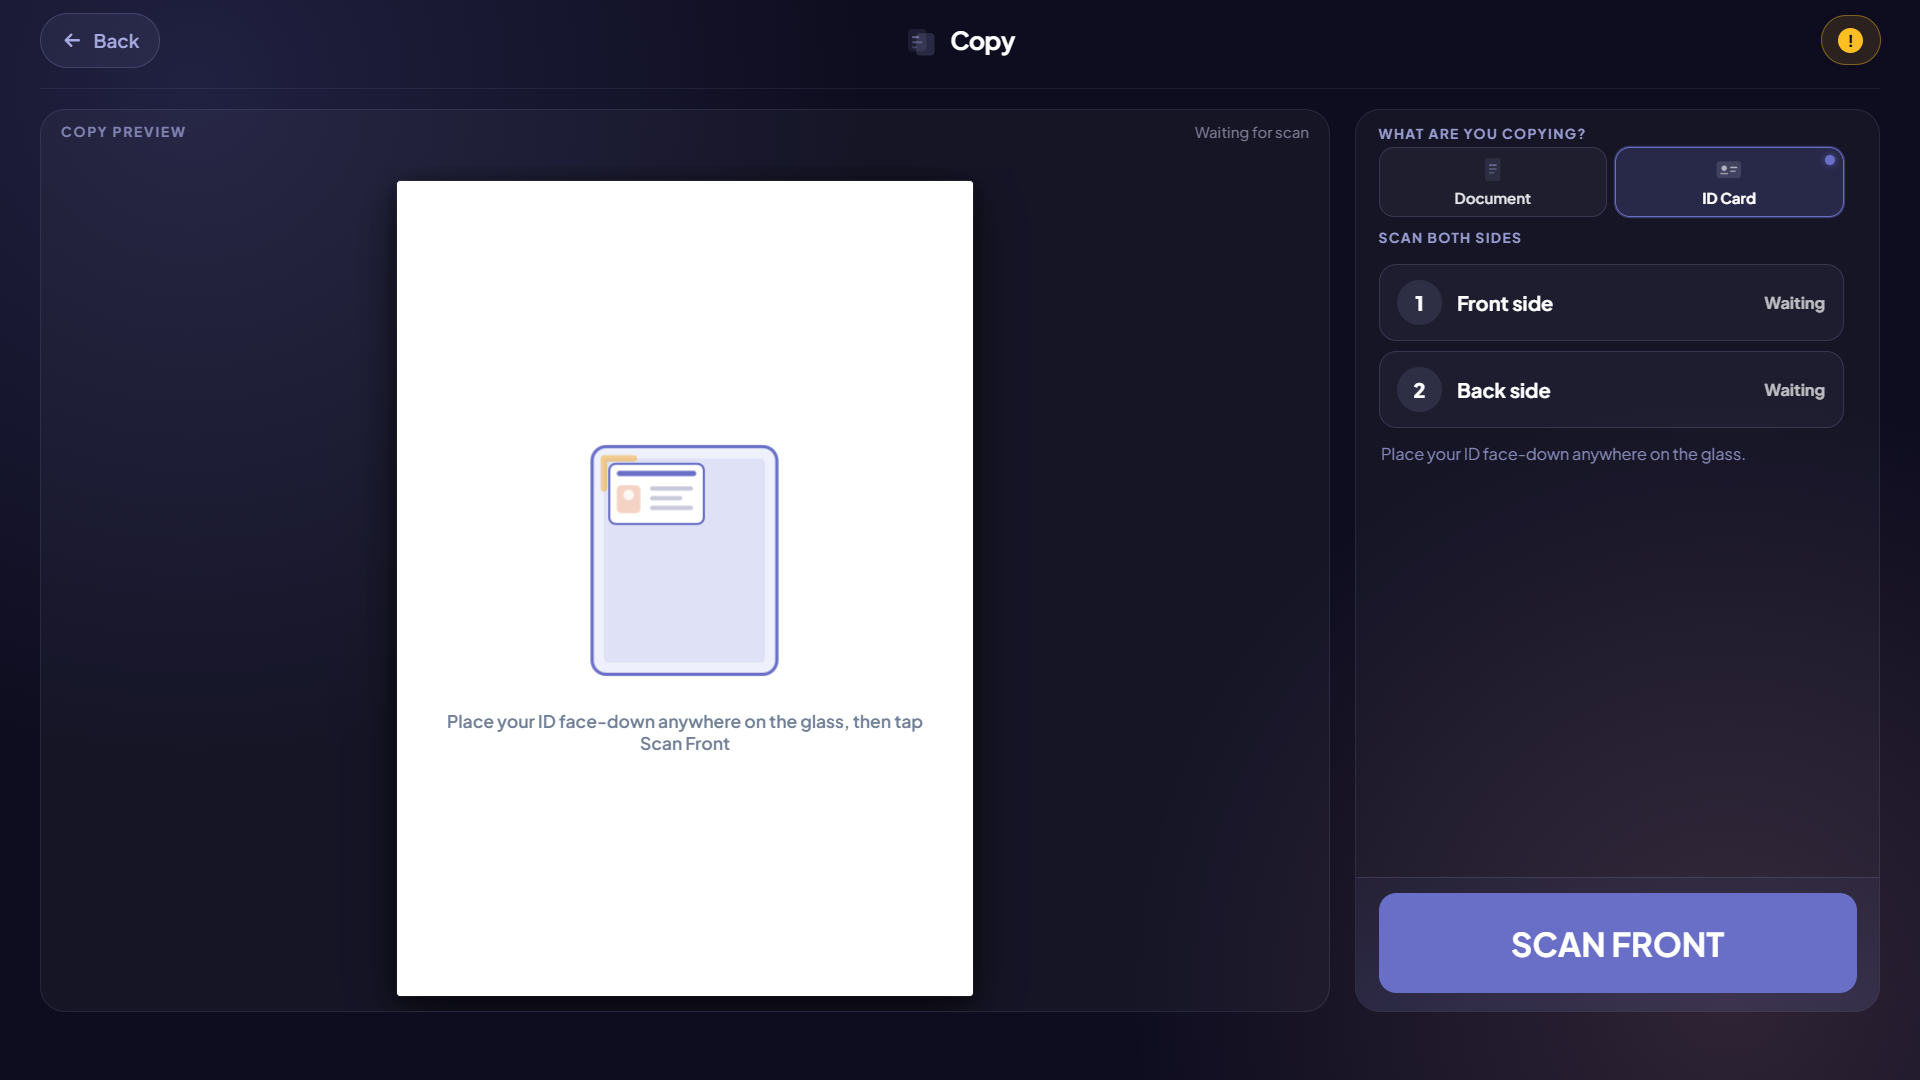 Back
Copy
!
COPY PREVIEW
Waiting for scan
Place your ID face-down anywhere on the glass, then tap
Scan Front
WHAT ARE YOU COPYING?
Document
ID Card
SCAN BOTH SIDES
1 Front side Waiting
2 Back side Waiting
Place your ID face-down anywhere on the glass.
SCAN FRONT